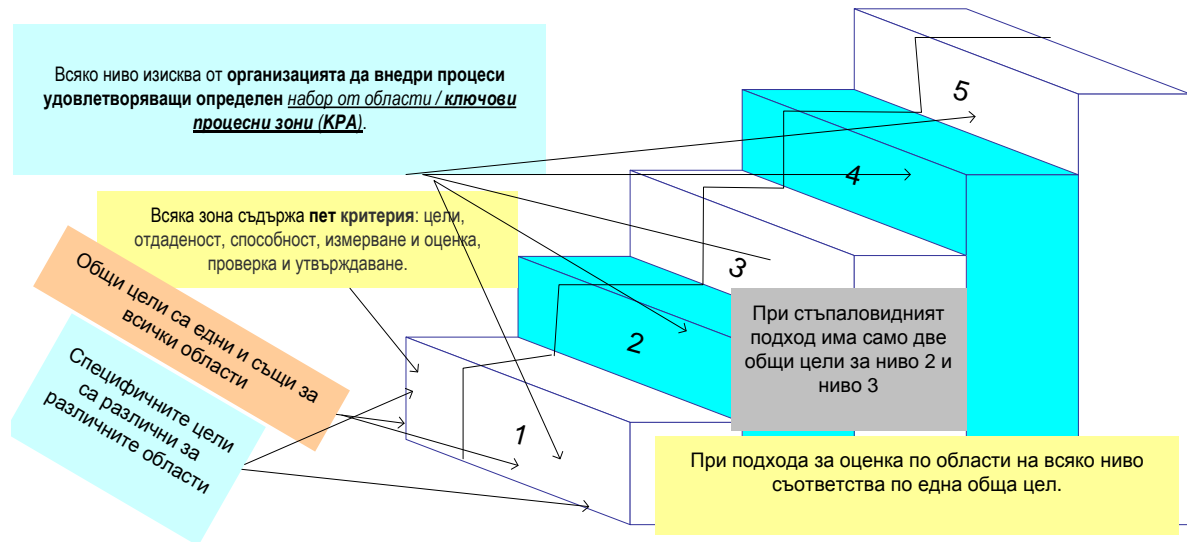 Всяко ниво изисква от организацията да внедри процеси
удовлетворяващи определен набор от области / ключови
процесни зони (КРА).
Всяка зона съдържа пет критерия: цели,
отдаденост, способност, измерване и оценка,
проверка и утвърждаване.
Общи цели са едни и същи за
всички области
Специфичните цели
са различни за
различните области
1
2
3
4
5
При стъпаловидният
подход има само две
общи цели за ниво 2 и
ниво 3
При подхода за оценка по области на всяко ниво
съответства по една обща цел.